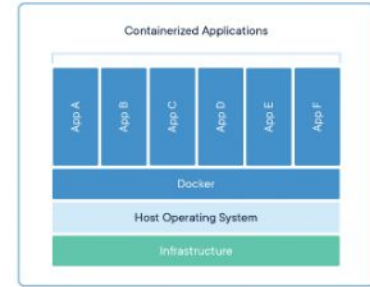 Containerized Applications
App A
App B
App C
App D
App E
App F
Docker
Host Operating System
Infrastructure